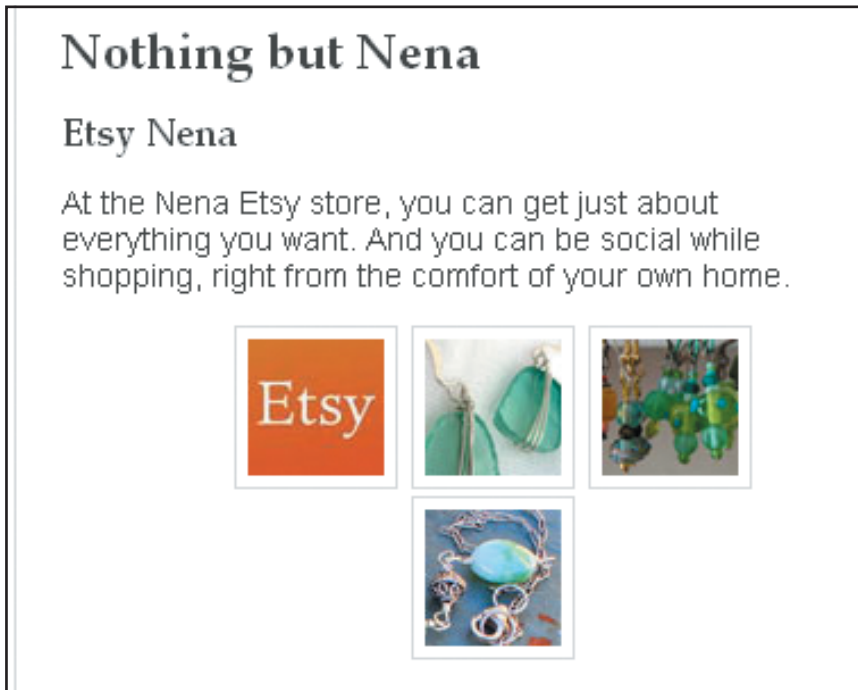 Nothing but Nena
Etsy Nena
At the Nena Etsy store, you can get just about
everything you want. And you can be social while
shopping, right from the comfort of your own home.
Etsy